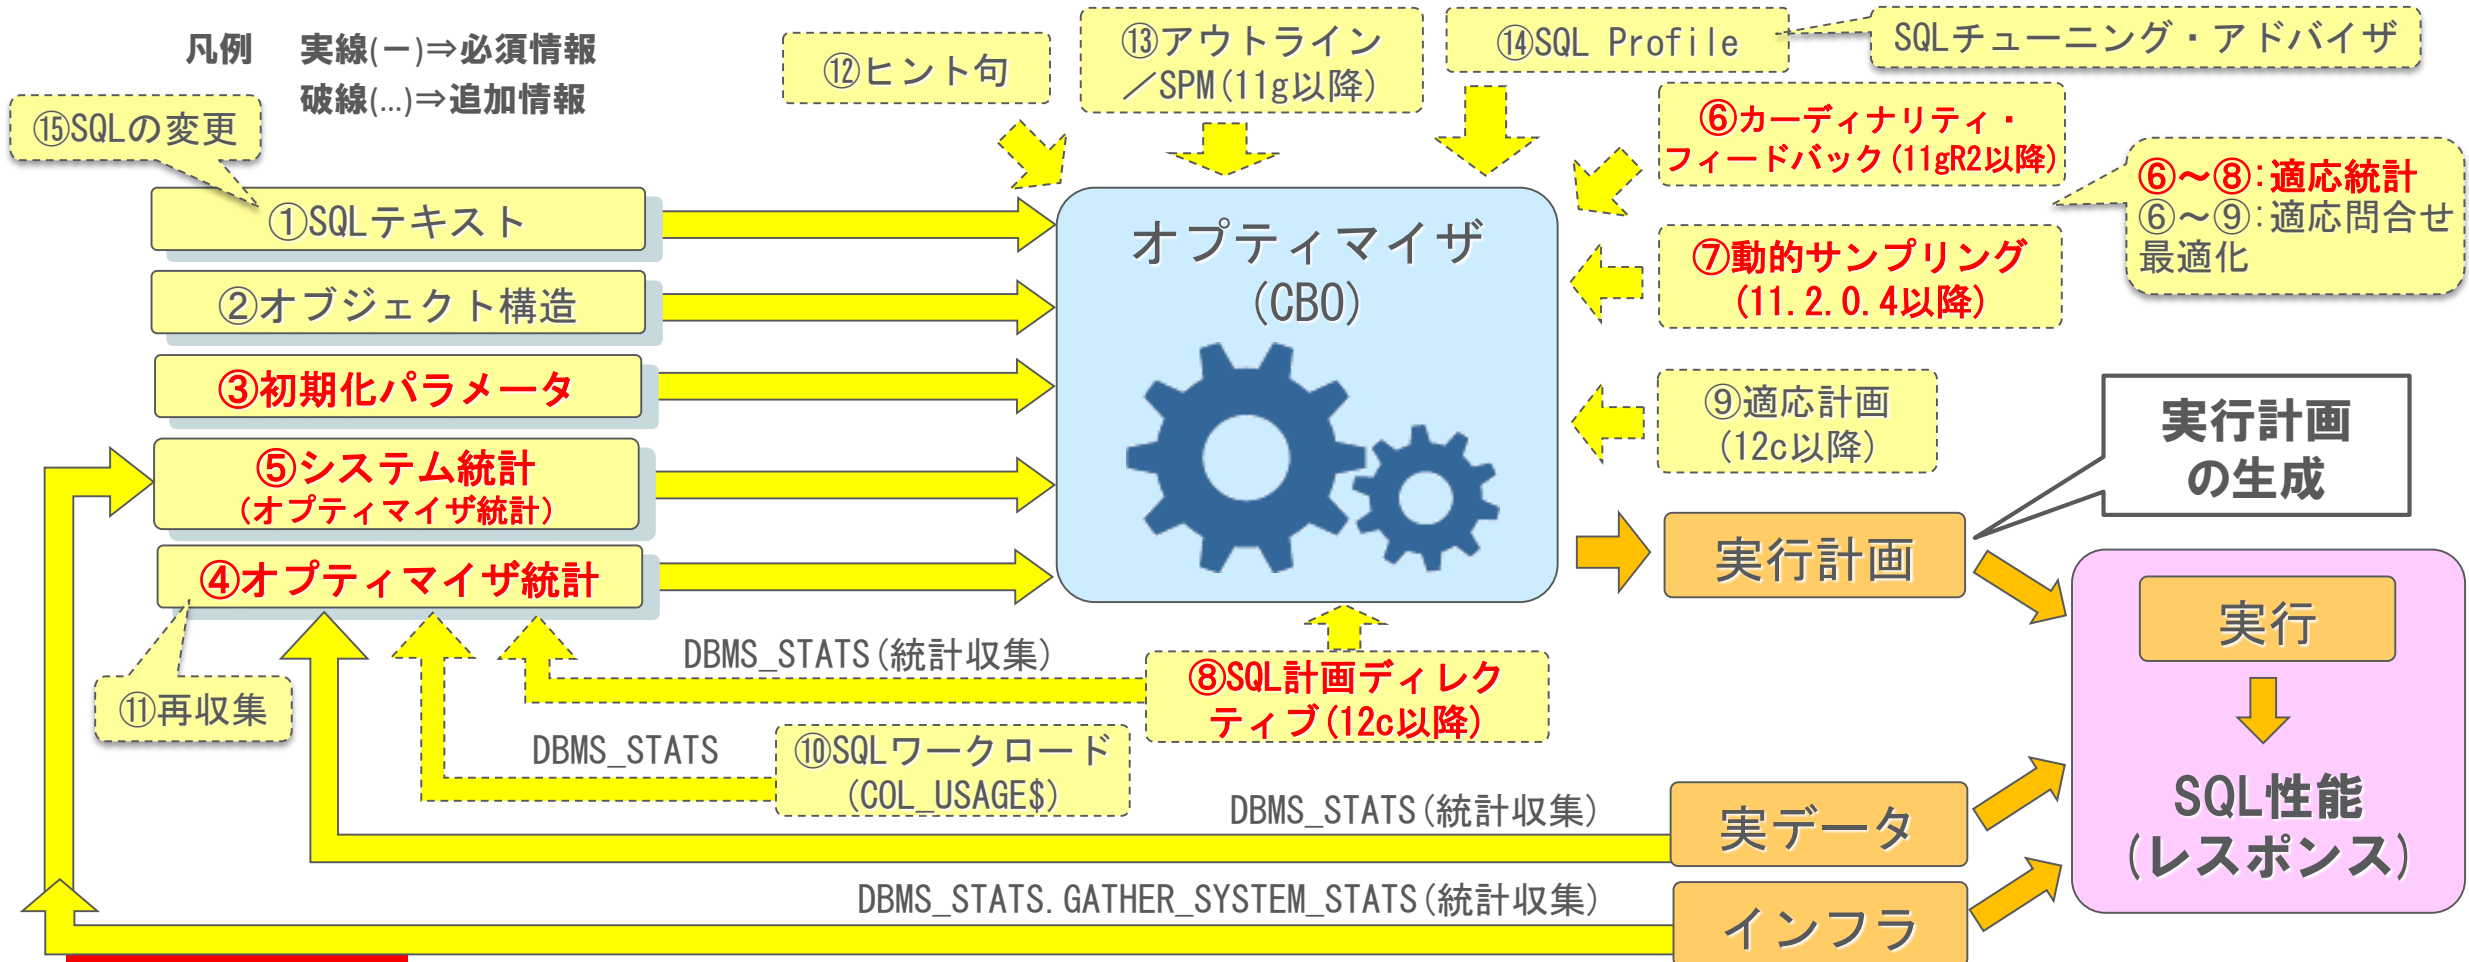 凡例 実線(ー)⇒必須情報
破線(...)⇒追加情報
⑫ヒント句
⑬アウトライン
／SPM(11g以降)
⑭SQL Profile
SQLチューニング・アドバイザ
⑮SQLの変更
⑥カーディナリティ・
フィードバック(11gR2以降)
⑥～⑧:適応統計
⑥～⑨:適応問合せ
最適化
①SQLテキスト
②オブジェクト構造
③初期化パラメータ
⑤システム統計
(オプティマイザ統計)
④オプティマイザ統計
オプティマイザ
(CBO)
⑦動的サンプリング
(11.2.0.4以降)
⑨適応計画
(12c以降)
実行計画
の生成
実行計画
実行
SQL性能
(レスポンス)
⑪再収集
DBMS_STATS(統計収集)
⑧SQL計画ディレク
ティブ(12c以降)
DBMS_STATS
⑩SQLワークロード
(COL_USAGE$)
DBMS_STATS(統計収集)
実データ
DBMS_STATS.GATHER_SYSTEM_STATS(統計収集)
インフラ